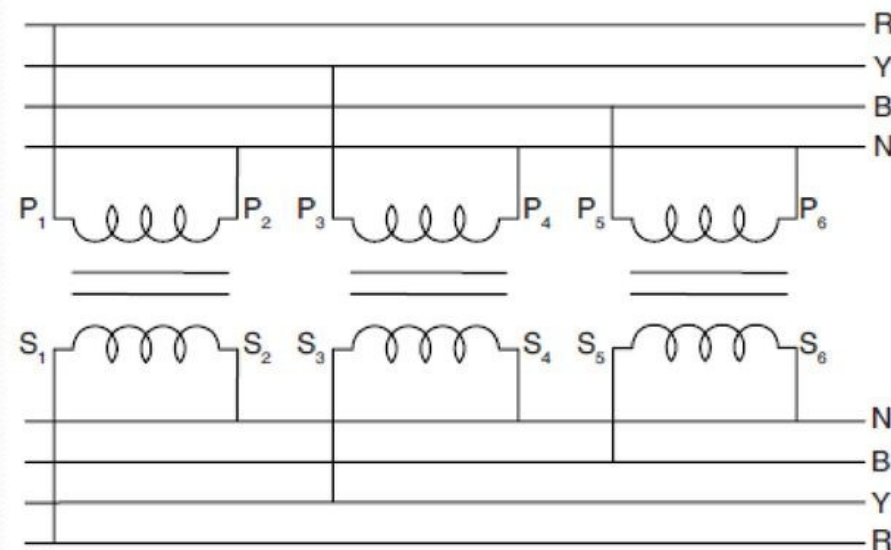 R
Y
B
N
P₁ P₂ P₃ P₄ P₅ P₆
S₁ S₂ S₃ S₄ S₅ S₆
N
B
Y
R